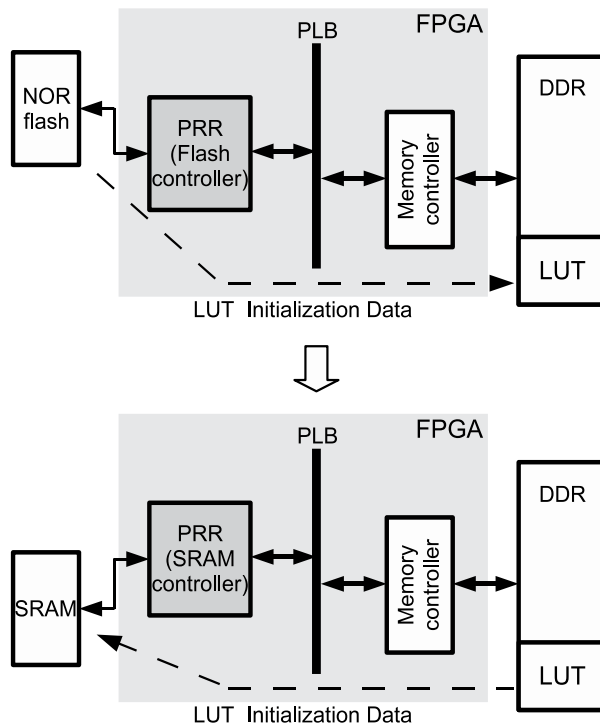 FPGA
PLB
NOR
flash
PRR
(Flash
controller)
Memory
controller
DDR
LUT
LUT Initialization Data
FPGA
PLB
SRAM
PRR
(SRAM
controller)
Memory
controller
DDR
LUT
LUT Initialization Data